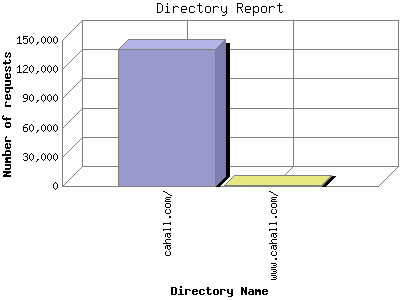 Directory Report
Number of requests
150,000
120,000
90,000
60,000
30,000
0
cahall.com/
www.cahall.com/
Directory Name